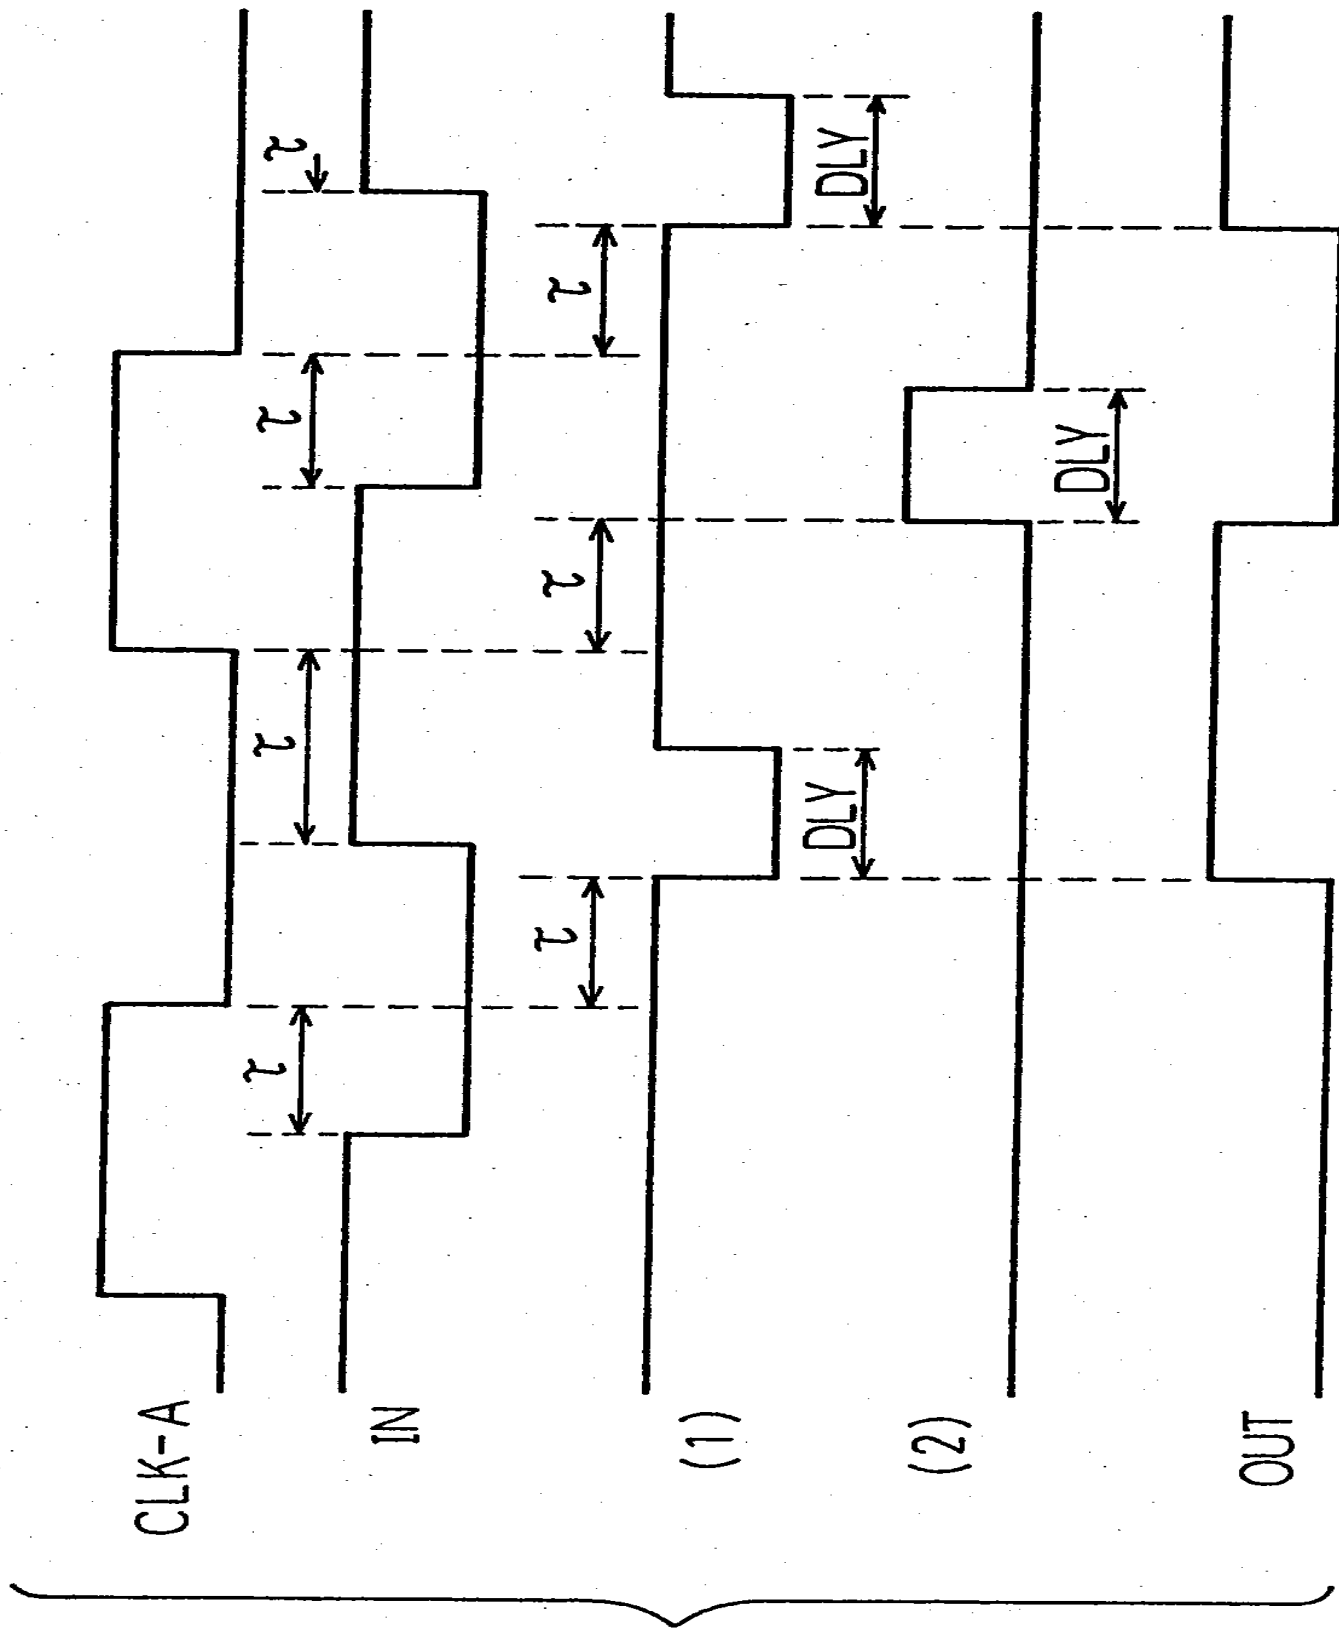 CLK-A
τ τ τ τ
IN
τ τ τ
(1)
DLY DLY
(2)
DLY
OUT